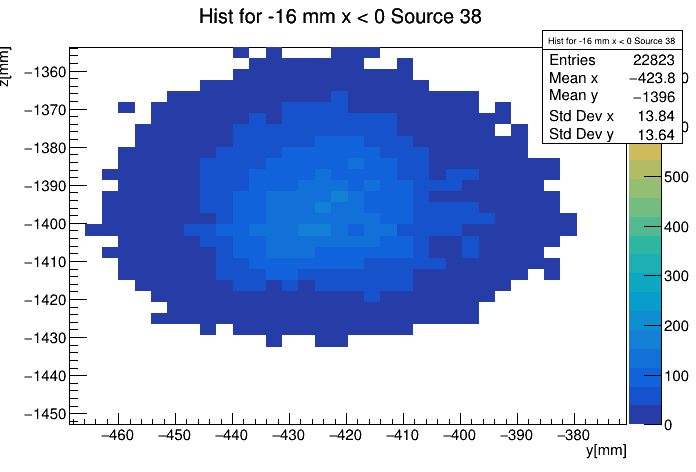 Hist for -16 mm x < 0 Source 38
z[mm]
Hist for -16 mm x < 0 Source 38
Entries 22823
Mean x −423.8
Mean y −1396
Std Dev x 13.84
Std Dev y 13.64
−1360
−1370
−1380
−1390
−1400
−1410
−1420
−1430
−1440
−1450
−460
−450
−440
−430
−420
−410
−400
−390
−380
y[mm]
500
400
300
200
100
0